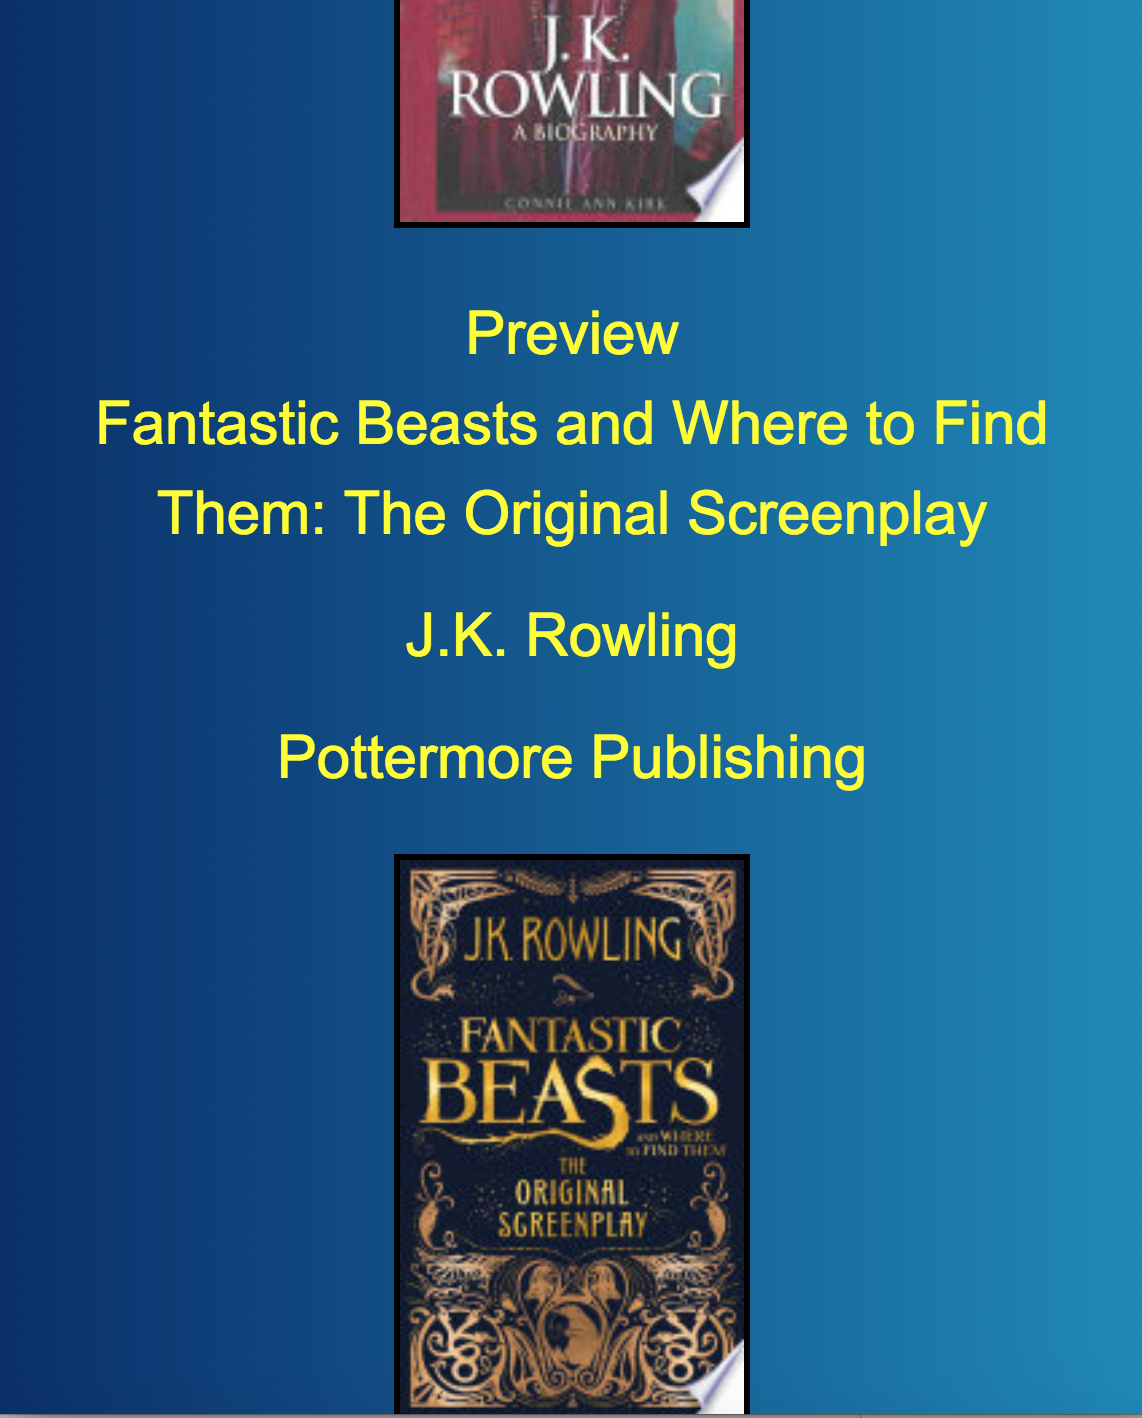 J. K.
ROWLING
A BIOGRAPHY
CONNIE ANN KIRK
Preview
Fantastic Beasts and Where to Find
Them: The Original Screenplay
J.K. Rowling
Pottermore Publishing
J.K. ROWLING
FANTASTIC
BEASTS
AND WHERE
TO FIND THEM
THE
ORIGINAL
SCREENPLAY